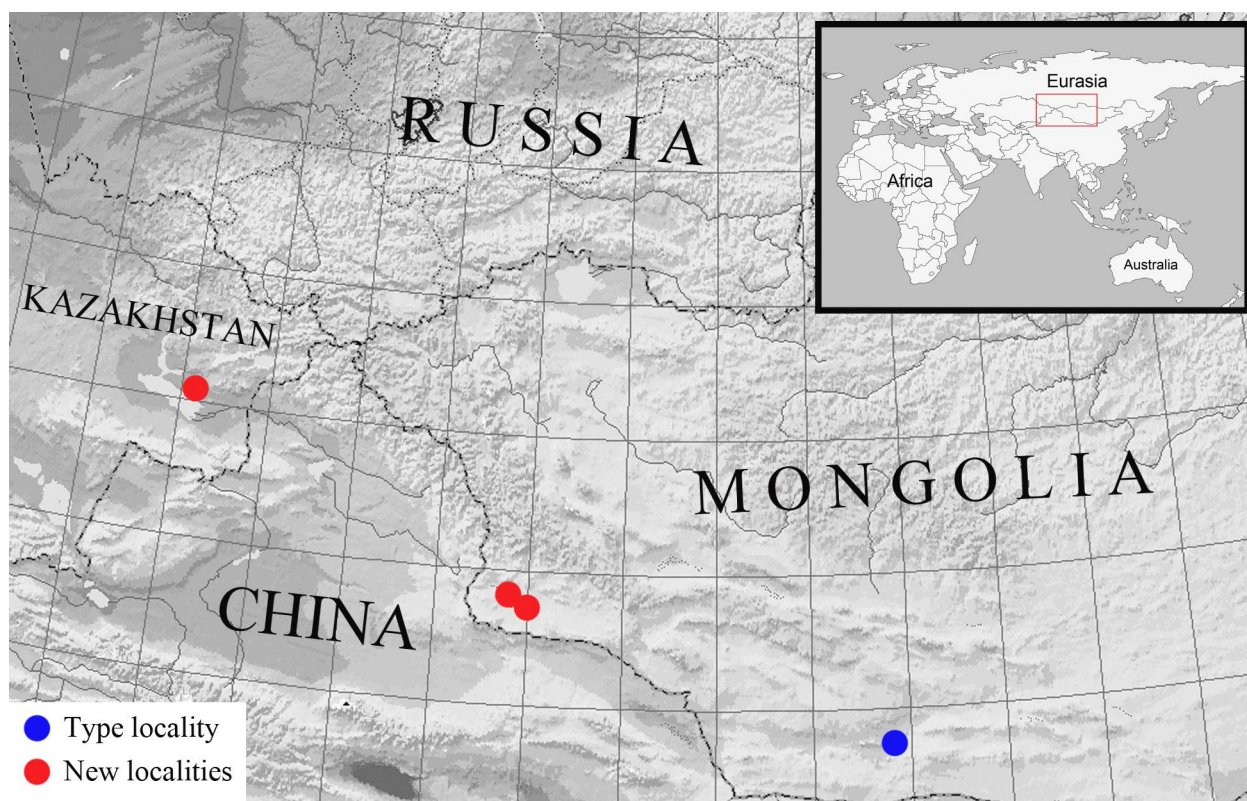 RUSSIA
Eurasia
Africa
Australia
KAZAKHSTAN
MONGOLIA
CHINA
Type locality
New localities